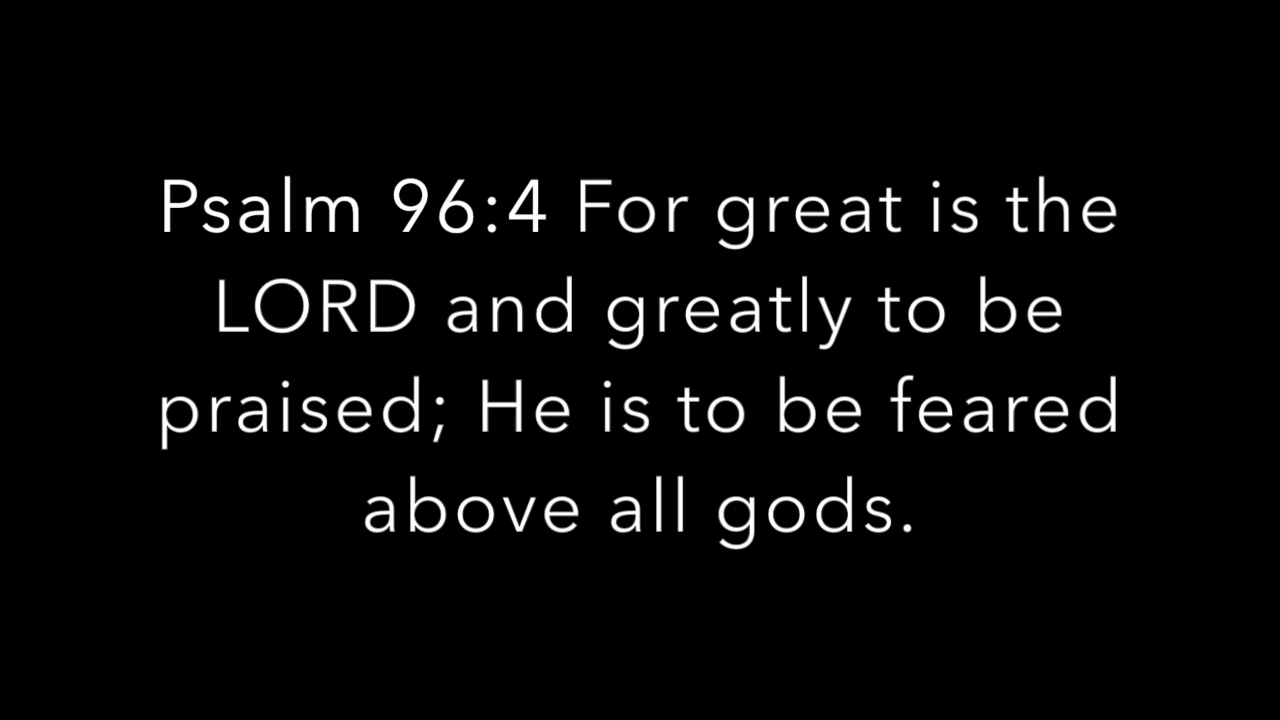 Psalm 96:4 For great is the
LORD and greatly to be
praised; He is to be feared
above all gods.